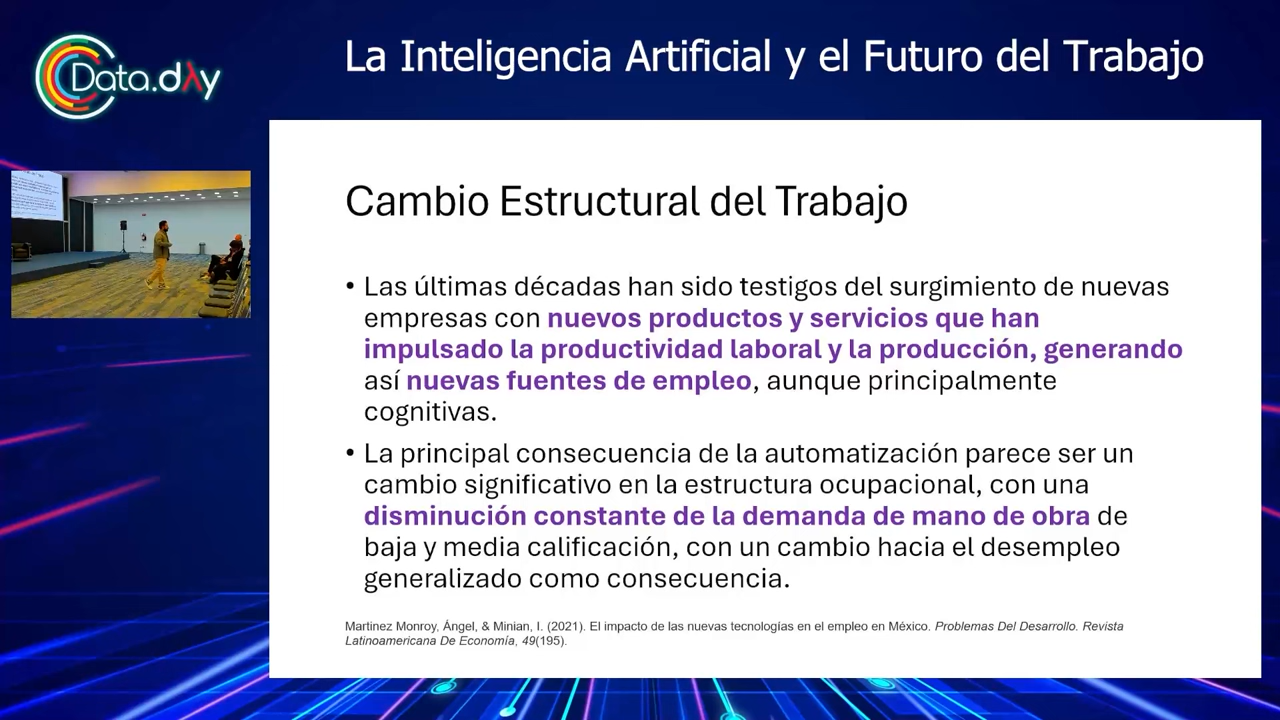 Data.day
La Inteligencia Artificial y el Futuro del Trabajo
Cambio Estructural del Trabajo
• Las últimas décadas han sido testigos del surgimiento de nuevas
empresas con nuevos productos y servicios que han
impulsado la productividad laboral y la producción, generando
así nuevas fuentes de empleo, aunque principalmente
cognitivas.
• La principal consecuencia de la automatización parece ser un
cambio significativo en la estructura ocupacional, con una
disminución constante de la demanda de mano de obra de
baja y media calificación, con un cambio hacia el desempleo
generalizado como consecuencia.
Martinez Monroy, Ángel, & Minian, I. (2021). El impacto de las nuevas tecnologías en el empleo en México. Problemas Del Desarrollo. Revista
Latinoamericana De Economía, 49(195).